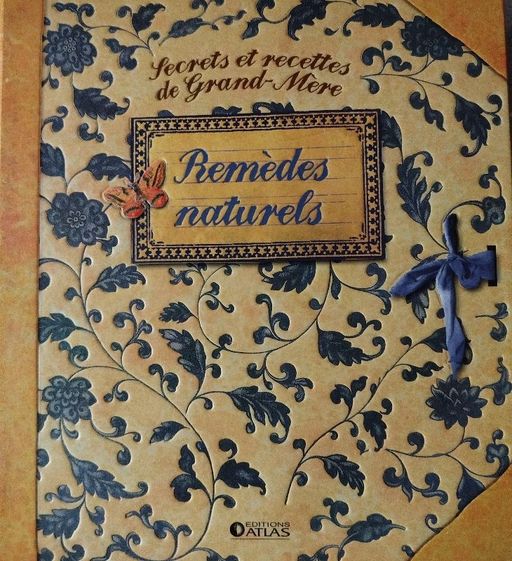 Secrets et recettes
de Grand-Mère
Remèdes
naturels
EDITIONS
ATLAS